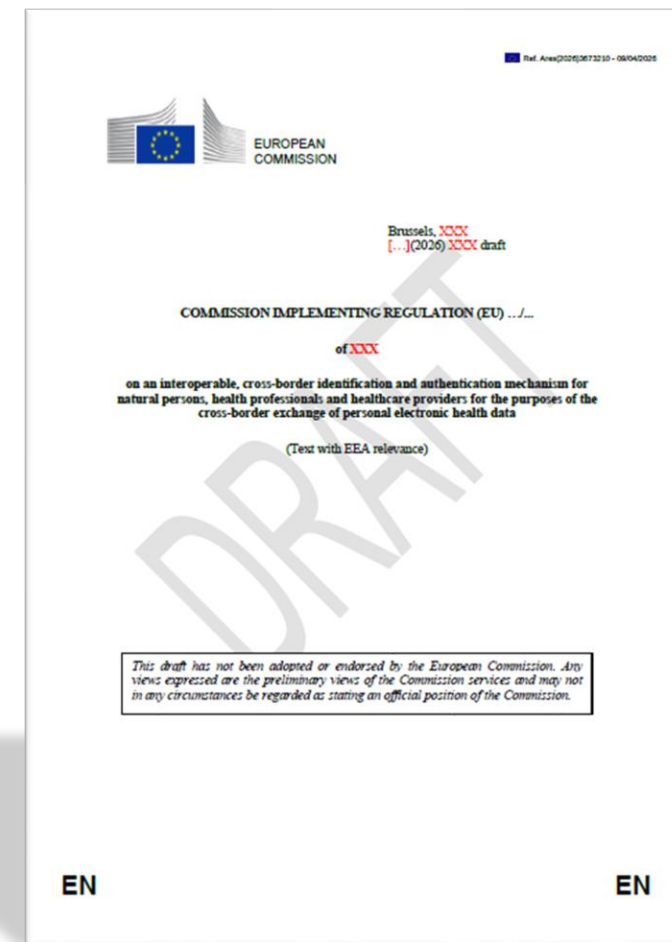 Ref. Ares(2026)3673210 - 09/04/2026
EUROPEAN
COMMISSION
Brussels, XXX
[…](2026) XXX draft
COMMISSION IMPLEMENTING REGULATION (EU) …/...
of XXX
on an interoperable, cross-border identification and authentication mechanism for
natural persons, health professionals and healthcare providers for the purposes of the
cross-border exchange of personal electronic health data
(Text with EEA relevance)
DRAFT
This draft has not been adopted or endorsed by the European Commission. Any
views expressed are the preliminary views of the Commission services and may not
in any circumstances be regarded as stating an official position of the Commission.
EN EN